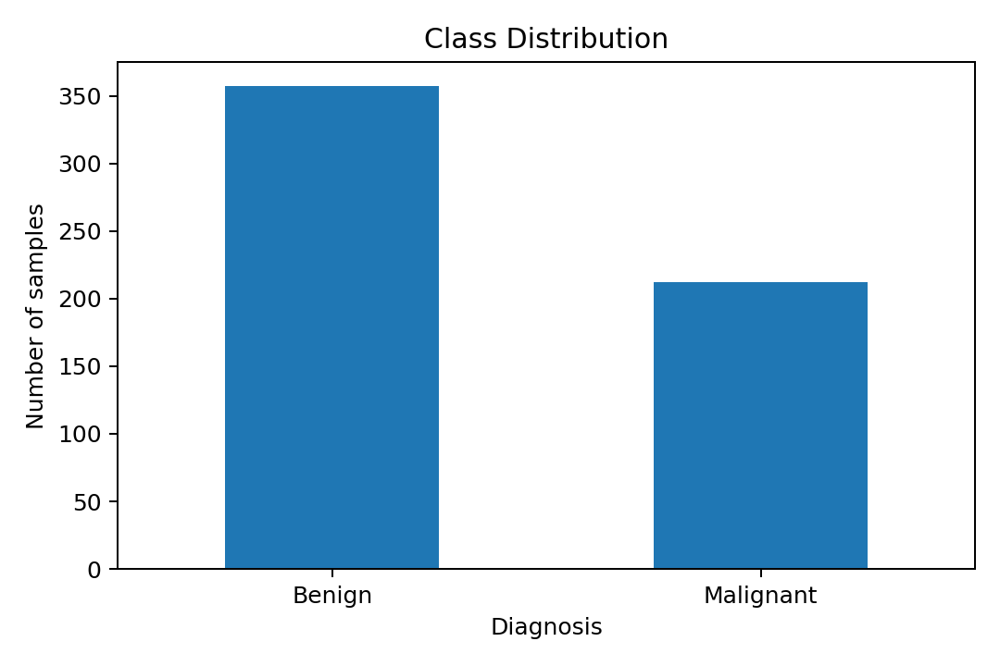 Class Distribution
Number of samples
350
300
250
200
150
100
50
0
Benign
Malignant
Diagnosis